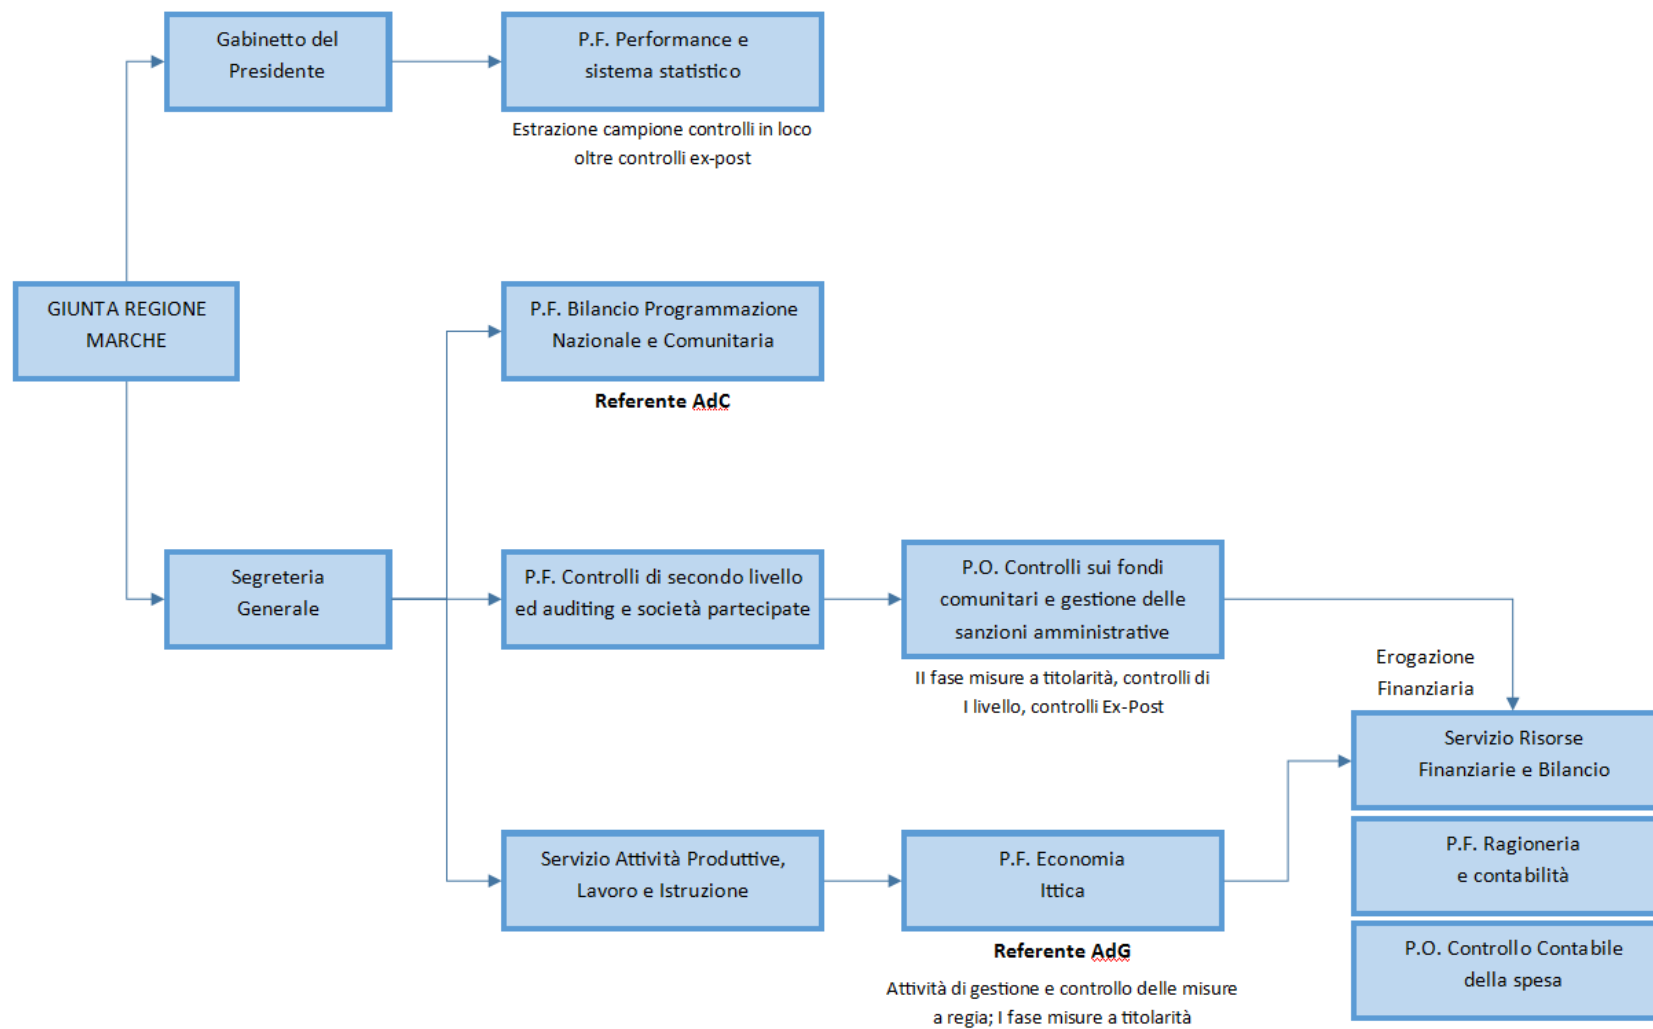 Gabinetto del
Presidente
P.F. Performance e
sistema statistico
Estrazione campione controlli in loco
oltre controlli ex-post
GIUNTA REGIONE
MARCHE
P.F. Bilancio Programmazione
Nazionale e Comunitaria
Referente AdC
Segreteria
Generale
P.F. Controlli di secondo livello
ed auditing e società partecipate
P.O. Controlli sui fondi
comunitari e gestione delle
sanzioni amministrative
II fase misure a titolarità, controlli di
I livello, controlli Ex-Post
Erogazione
Finanziaria
Servizio Risorse
Finanziarie e Bilancio
P.F. Ragioneria
e contabilità
P.O. Controllo Contabile
della spesa
Servizio Attività Produttive,
Lavoro e Istruzione
P.F. Economia
Ittica
Referente AdG
Attività di gestione e controllo delle misure
a regia; I fase misure a titolarità